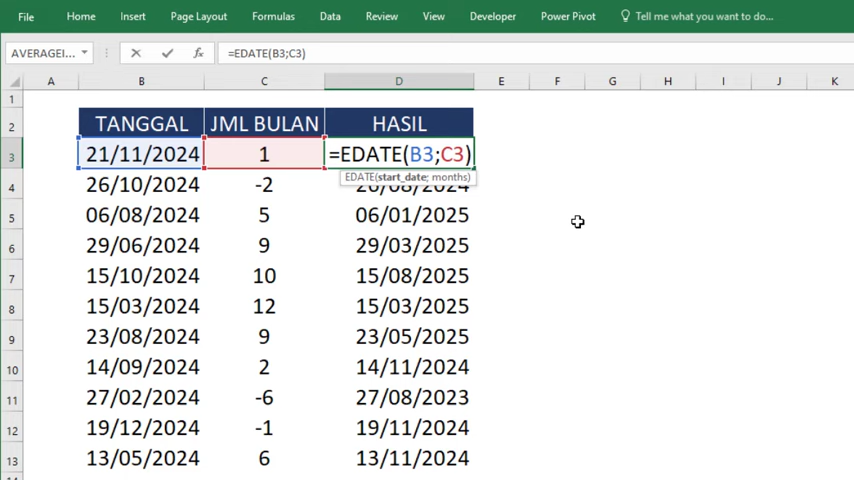 File Home Insert Page Layout Formulas Data Review View Developer Power Pivot Tell me what you want to do...
AVERAGEI... fx =EDATE(B3;C3)
A B C D E F G H I J K
1
2 TANGGAL JML BULAN HASIL
3 21/11/2024 1 =EDATE(B3;C3)
EDATE(start_date; months)
4 26/10/2024 -2 26/08/2024
5 06/08/2024 5 06/01/2025
6 29/06/2024 9 29/03/2025
7 15/10/2024 10 15/08/2025
8 15/03/2024 12 15/03/2025
9 23/08/2024 9 23/05/2025
10 14/09/2024 2 14/11/2024
11 27/02/2024 -6 27/08/2023
12 19/12/2024 -1 19/11/2024
13 13/05/2024 6 13/11/2024